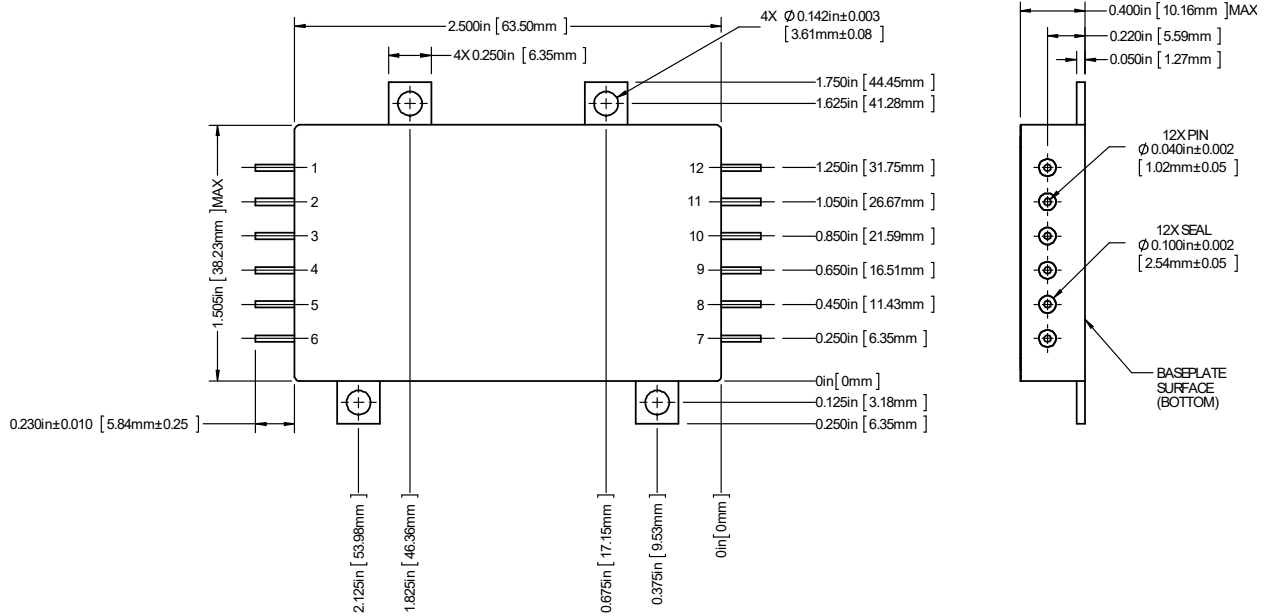 2.500in [ 63.50mm ]
4X 0.250in [ 6.35mm ]
4X Ø 0.142in±0.003
[ 3.61mm±0.08 ]
1.750in [ 44.45mm ]
1.625in [ 41.28mm ]
1.505in [ 38.23mm ] MAX
1
2
3
4
5
6
12
11
10
9
8
7
1.250in [ 31.75mm ]
1.050in [ 26.67mm ]
0.850in [ 21.59mm ]
0.650in [ 16.51mm ]
0.450in [ 11.43mm ]
0.250in [ 6.35mm ]
0in [ 0mm ]
0.125in [ 3.18mm ]
0.250in [ 6.35mm ]
0.230in±0.010 [ 5.84mm±0.25 ]
2.125in [ 53.98mm ]
1.825in [ 46.36mm ]
0.675in [ 17.15mm ]
0.375in [ 9.53mm ]
0in [ 0mm ]
0.400in [ 10.16mm ] MAX
0.220in [ 5.59mm ]
0.050in [ 1.27mm ]
12X PIN
Ø 0.040in±0.002
[ 1.02mm±0.05 ]
12X SEAL
Ø 0.100in±0.002
[ 2.54mm±0.05 ]
BASEPLATE
SURFACE
(BOTTOM)